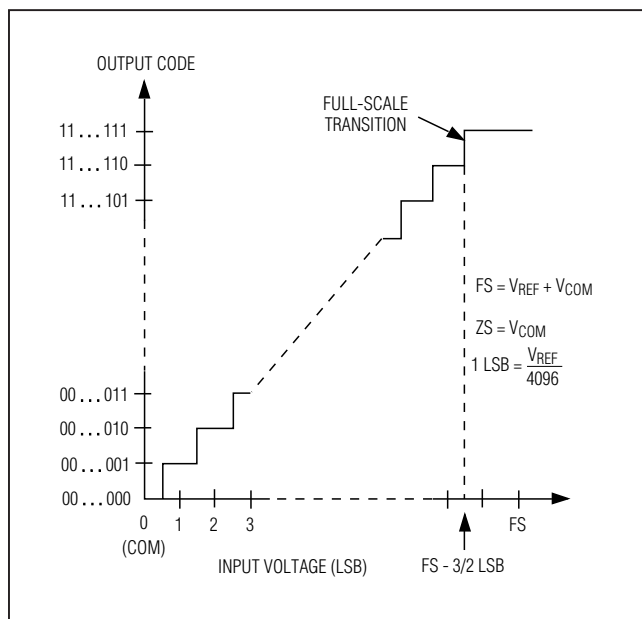 OUTPUT CODE
FULL-SCALE
TRANSITION
11...111
11...110
11...101
FS = VREF + VCOM
ZS = VCOM
1 LSB = VREF
4096
00...011
00...010
00...001
00...000
0 1 2 3 FS
(COM)
INPUT VOLTAGE (LSB)
FS - 3/2 LSB